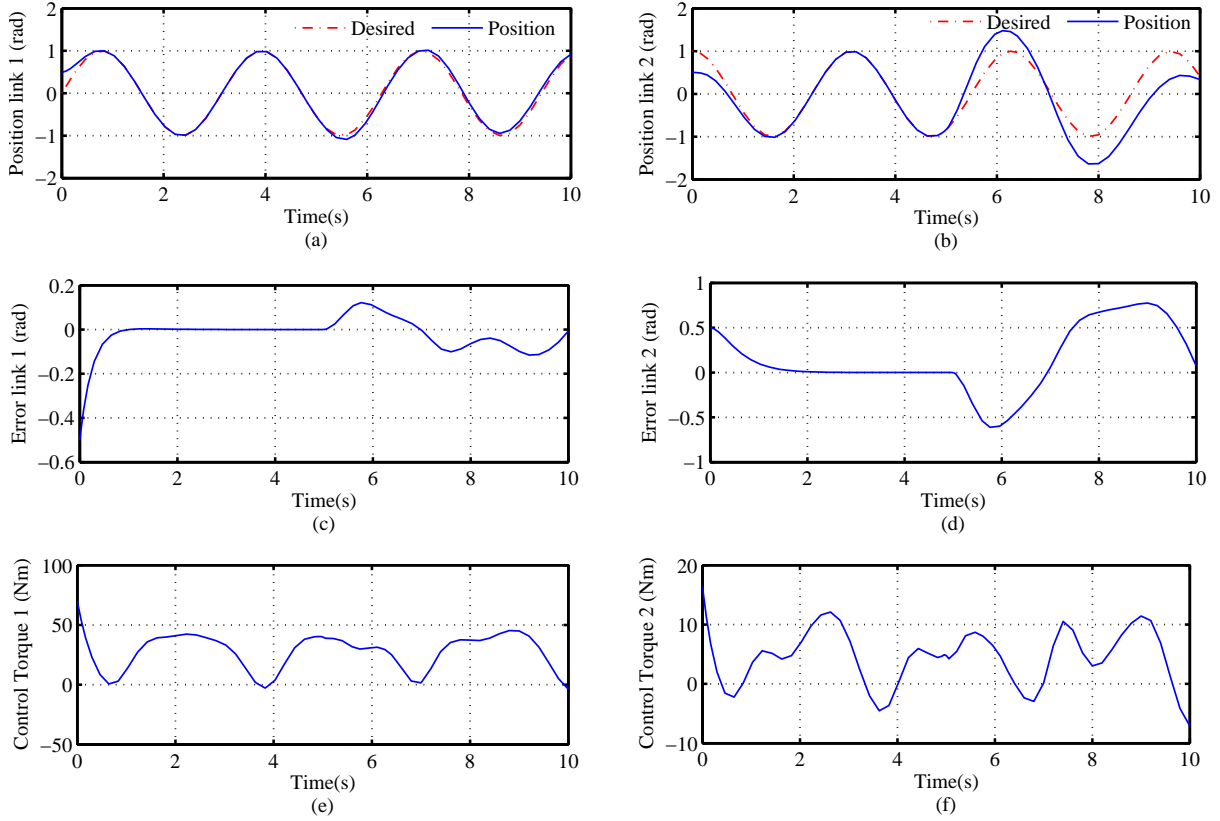 Position link 1 (rad)
2
1
0
−1
−2
Desired
Position
0
2
4
6
8
10
Time(s)
(a)
Position link 2 (rad)
2
1
0
−1
−2
Desired
Position
0
2
4
6
8
10
Time(s)
(b)
Error link 1 (rad)
0.2
0
−0.2
−0.4
−0.6
0
2
4
6
8
10
Time(s)
(c)
Error link 2 (rad)
1
0.5
0
−0.5
−1
0
2
4
6
8
10
Time(s)
(d)
Control Torque 1 (Nm)
100
50
0
−50
0
2
4
6
8
10
Time(s)
(e)
Control Torque 2 (Nm)
20
10
0
−10
0
2
4
6
8
10
Time(s)
(f)